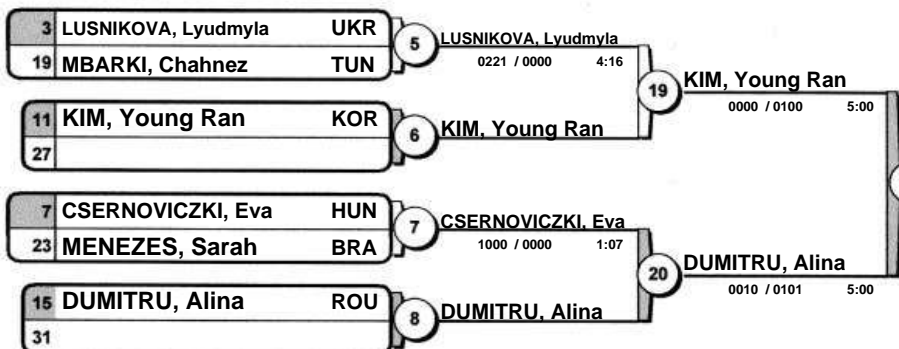 3 LUSNIKOVA, Lyudmyla UKR
19 MBARKI, Chahnez TUN
5
LUSNIKOVA, Lyudmyla
0221 / 0000 4:16
11 KIM, Young Ran KOR
27
6
KIM, Young Ran
19
KIM, Young Ran
0000 / 0100 5:00
7 CSERNOVICZKI, Eva HUN
23 MENEZES, Sarah BRA
7
CSERNOVICZKI, Eva
1000 / 0000 1:07
15 DUMITRU, Alina ROU
31
8
DUMITRU, Alina
20
DUMITRU, Alina
0010 / 0101 5:00